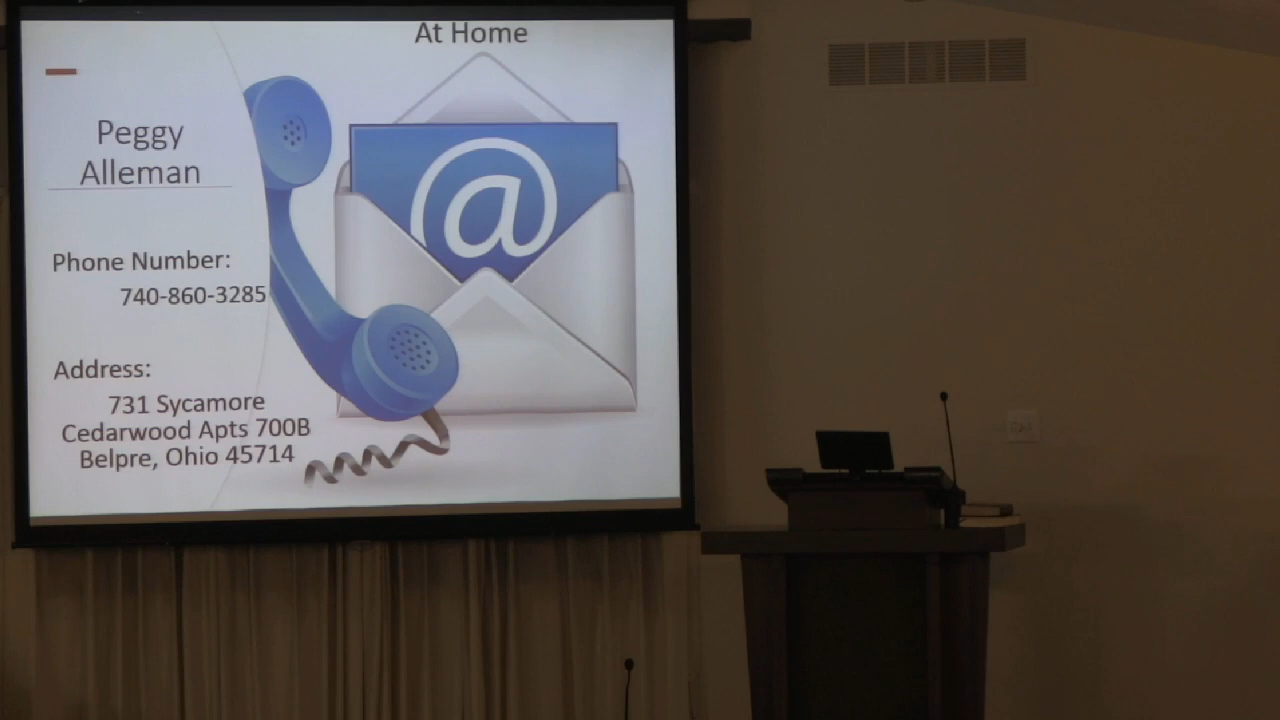 At Home
Peggy
Alleman
Phone Number:
740-860-3285
Address:
731 Sycamore
Cedarwood Apts 700B
Belpre, Ohio 45714
@